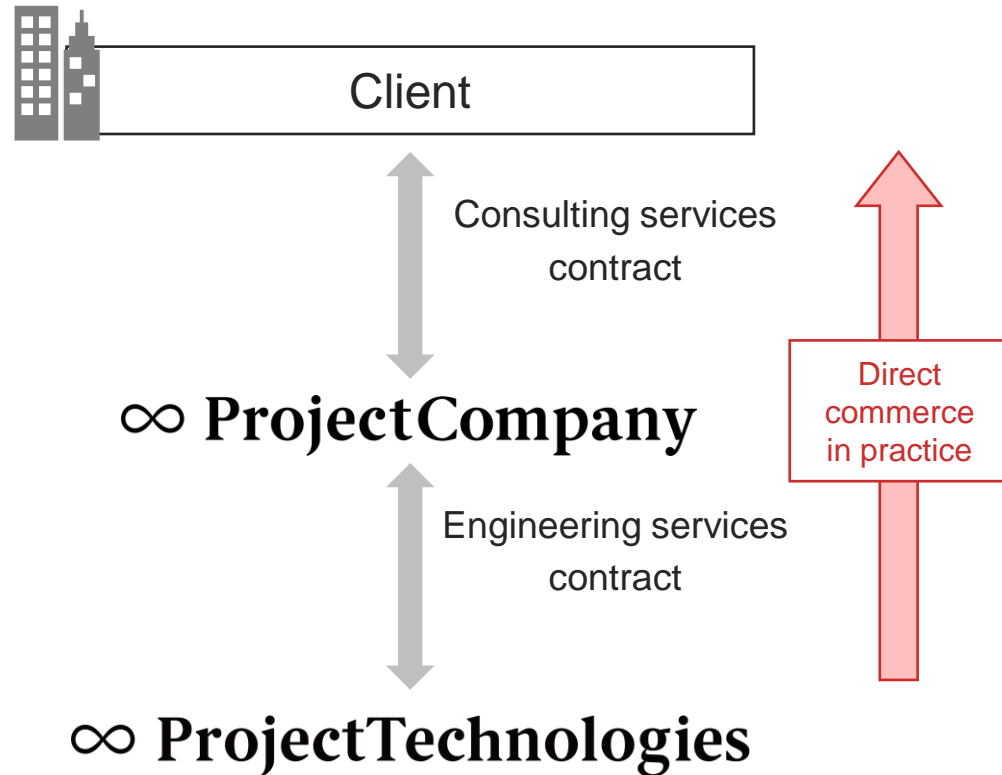 Client
Consulting services
contract
Direct
commerce
in practice
∞ ProjectCompany
Engineering services
contract
∞ ProjectTechnologies